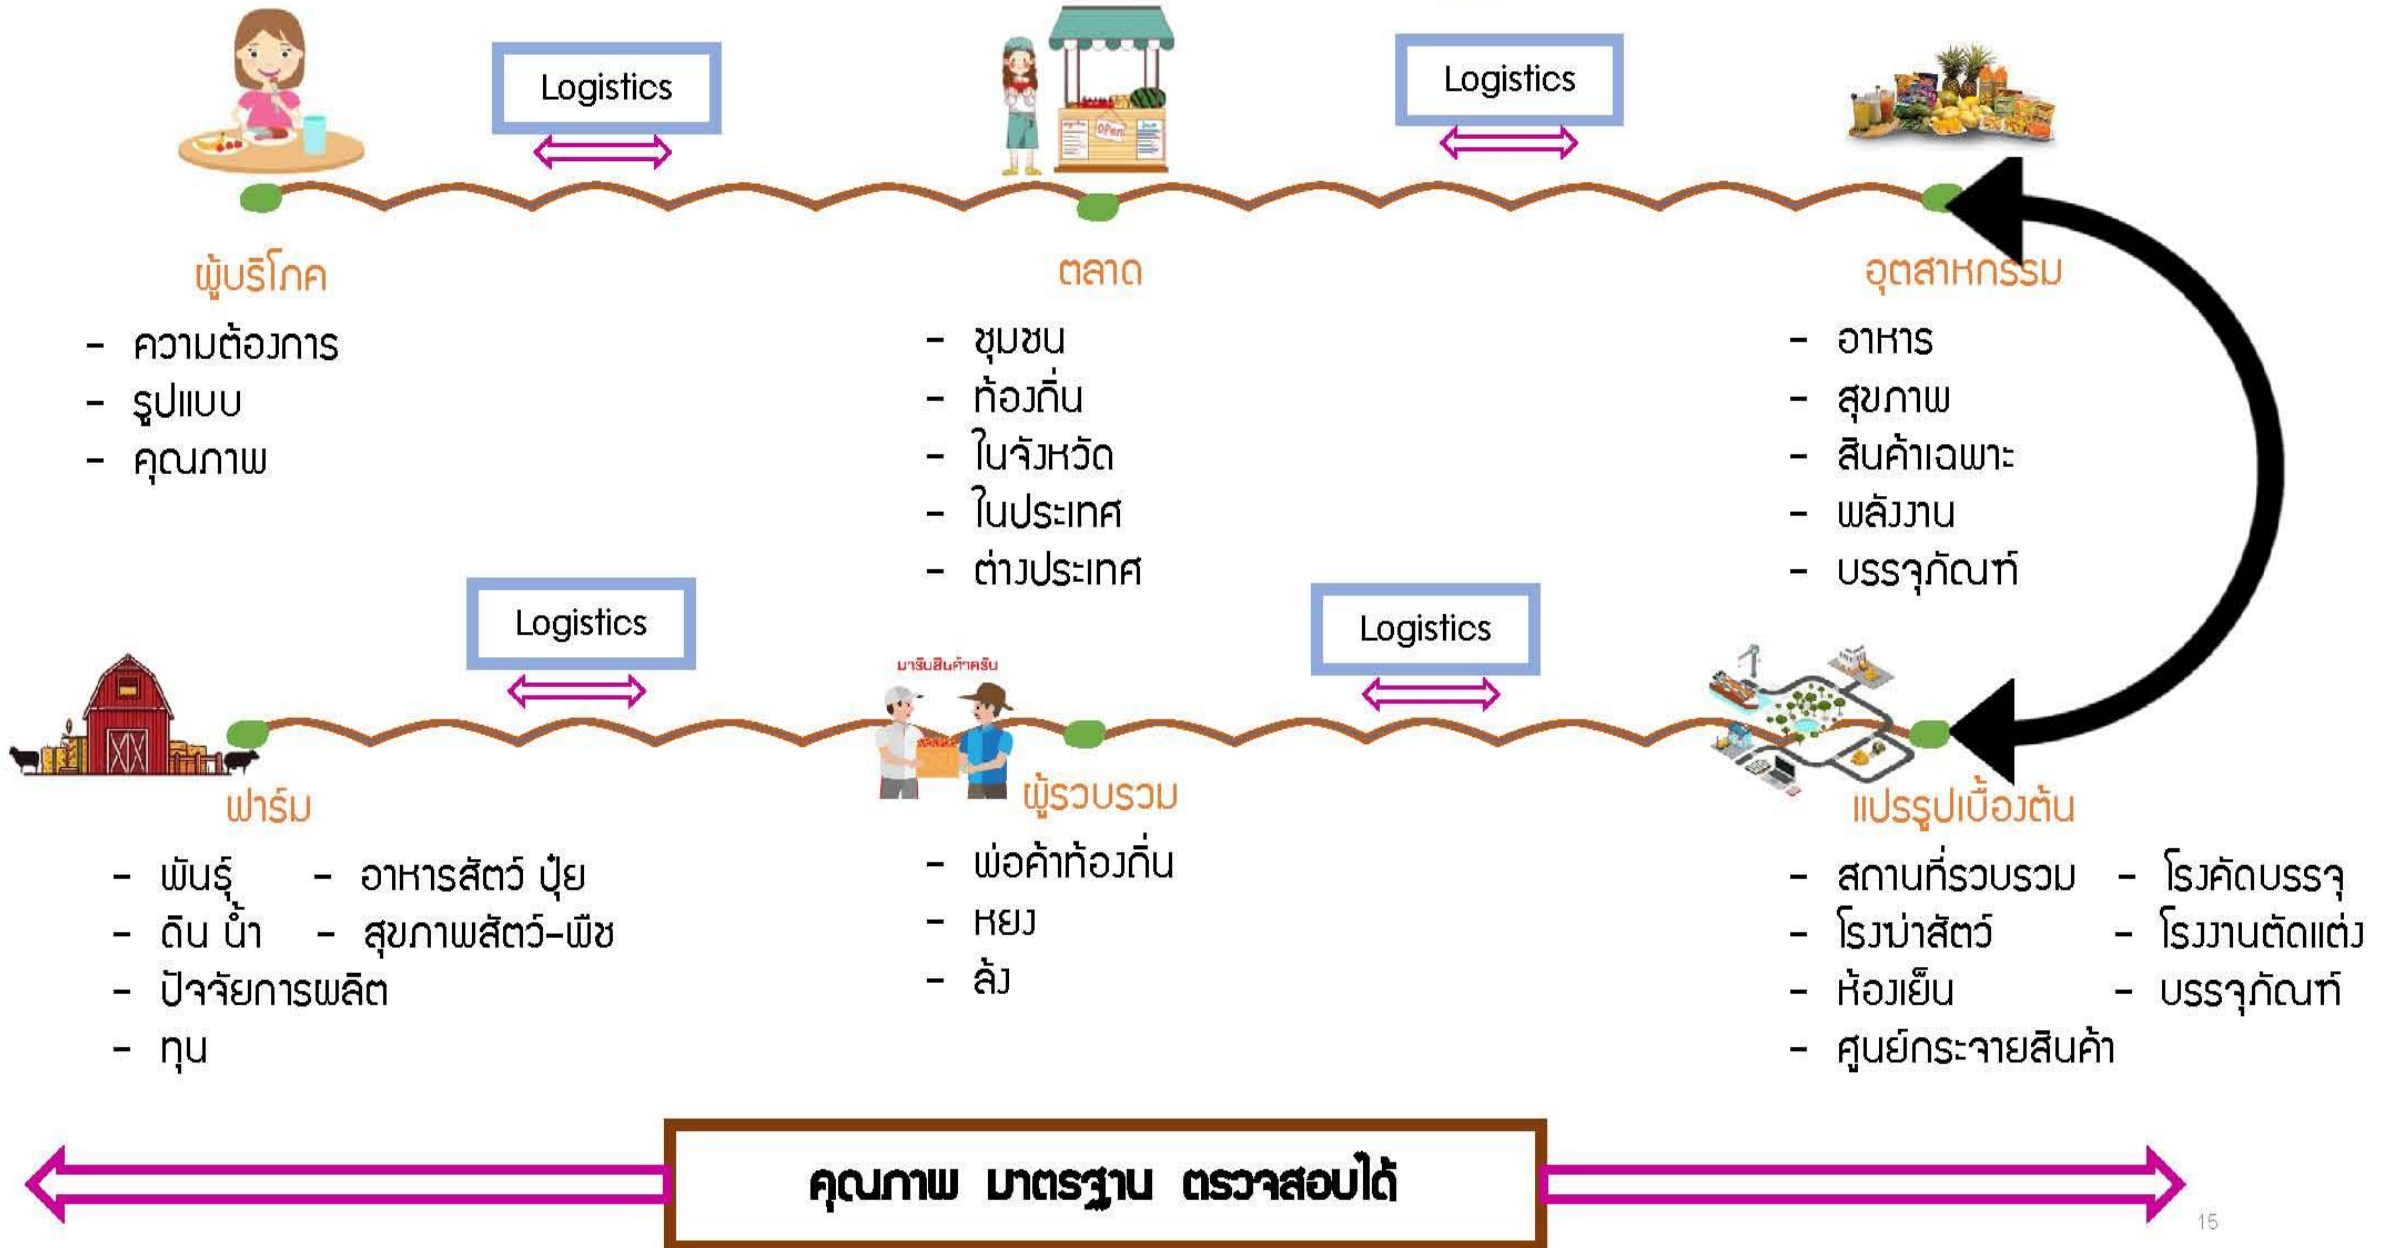 Logistics
Logistics
OPEN
ผู้บริโภค
- ความต้องการ
- รูปแบบ
- คุณภาพ
ตลาด
- ชุมชน
- ท้องถิ่น
- ในจังหวัด
- ในประเทศ
- ต่างประเทศ
อุตสาหกรรม
- อาหาร
- สุขภาพ
- สินค้าเฉพาะ
- พลังงาน
- บรรจุภัณฑ์
Logistics
Logistics
ฟาร์ม
- พันธุ์ - อาหารสัตว์ ปุ๋ย
- ดิน น้ำ - สุขภาพสัตว์-พืช
- ปัจจัยการผลิต
- ทุน
มารับสินค้าครับ
ผู้รวบรวม
- พ่อค้าท้องถิ่น
- หยง
- ล้ง
แปรรูปเบื้องต้น
- สถานที่รวบรวม - โรงคัดบรรจุ
- โรงฆ่าสัตว์ - โรงงานตัดแต่ง
- ห้องเย็น - บรรจุภัณฑ์
- ศูนย์กระจายสินค้า
คุณภาพ มาตรฐาน ตรวจสอบได้
15